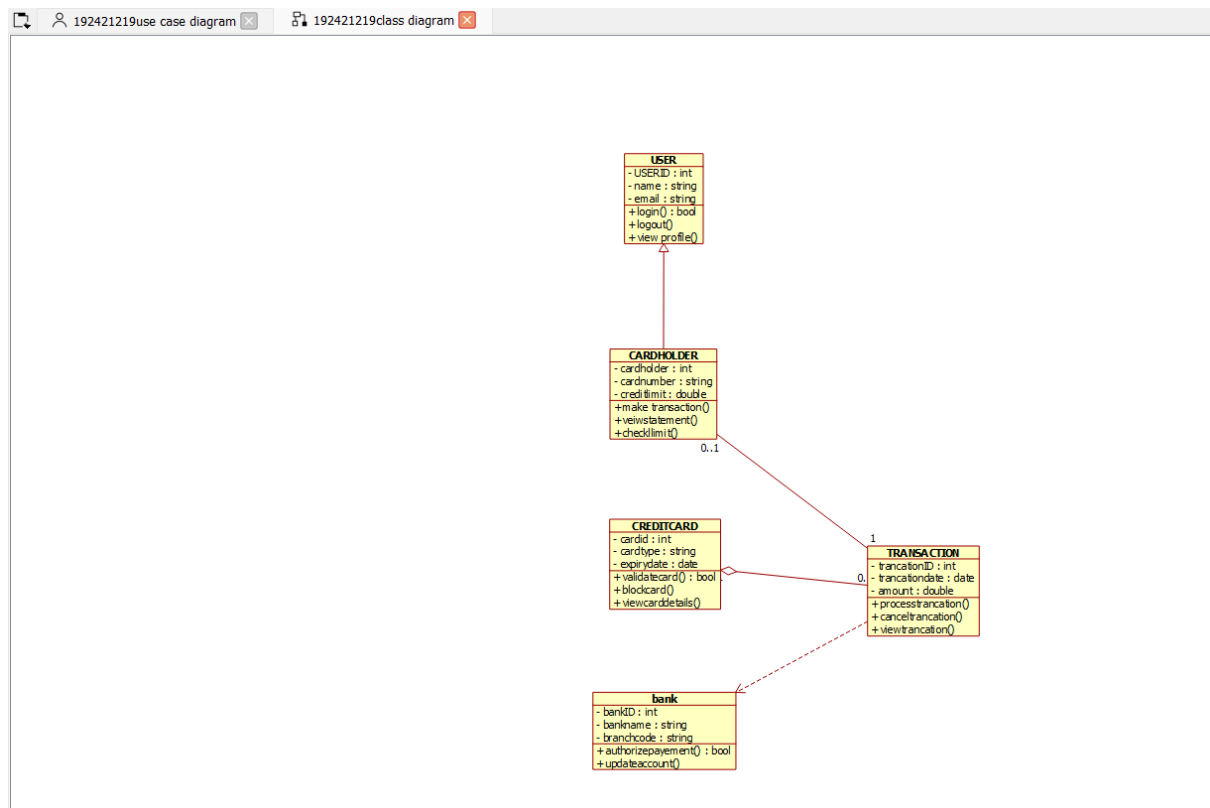 192421219use case diagram
192421219class diagram
USER
- USERID : int
- name : string
- email : string
+login() : bool
+logout()
+view profile()
CARDHOLDER
- cardholder : int
- cardnumber : string
- creditlimit : double
+make transaction()
+veiwstatement()
+checkllimit()
0..1
CREDITCARD
- cardid : int
- cardtype : string
- expirydate : date
+validatecard() : bool
+blockcard()
+viewcarddetails()
1
0..
TRANSACTION
- trancationID : int
- trancationdate : date
- amount : double
+processtrancation()
+canceltrancation()
+viewtrancation()
bank
- bankID : int
- bankname : string
- branchcode : string
+authorizepayement() : bool
+updateaccount()